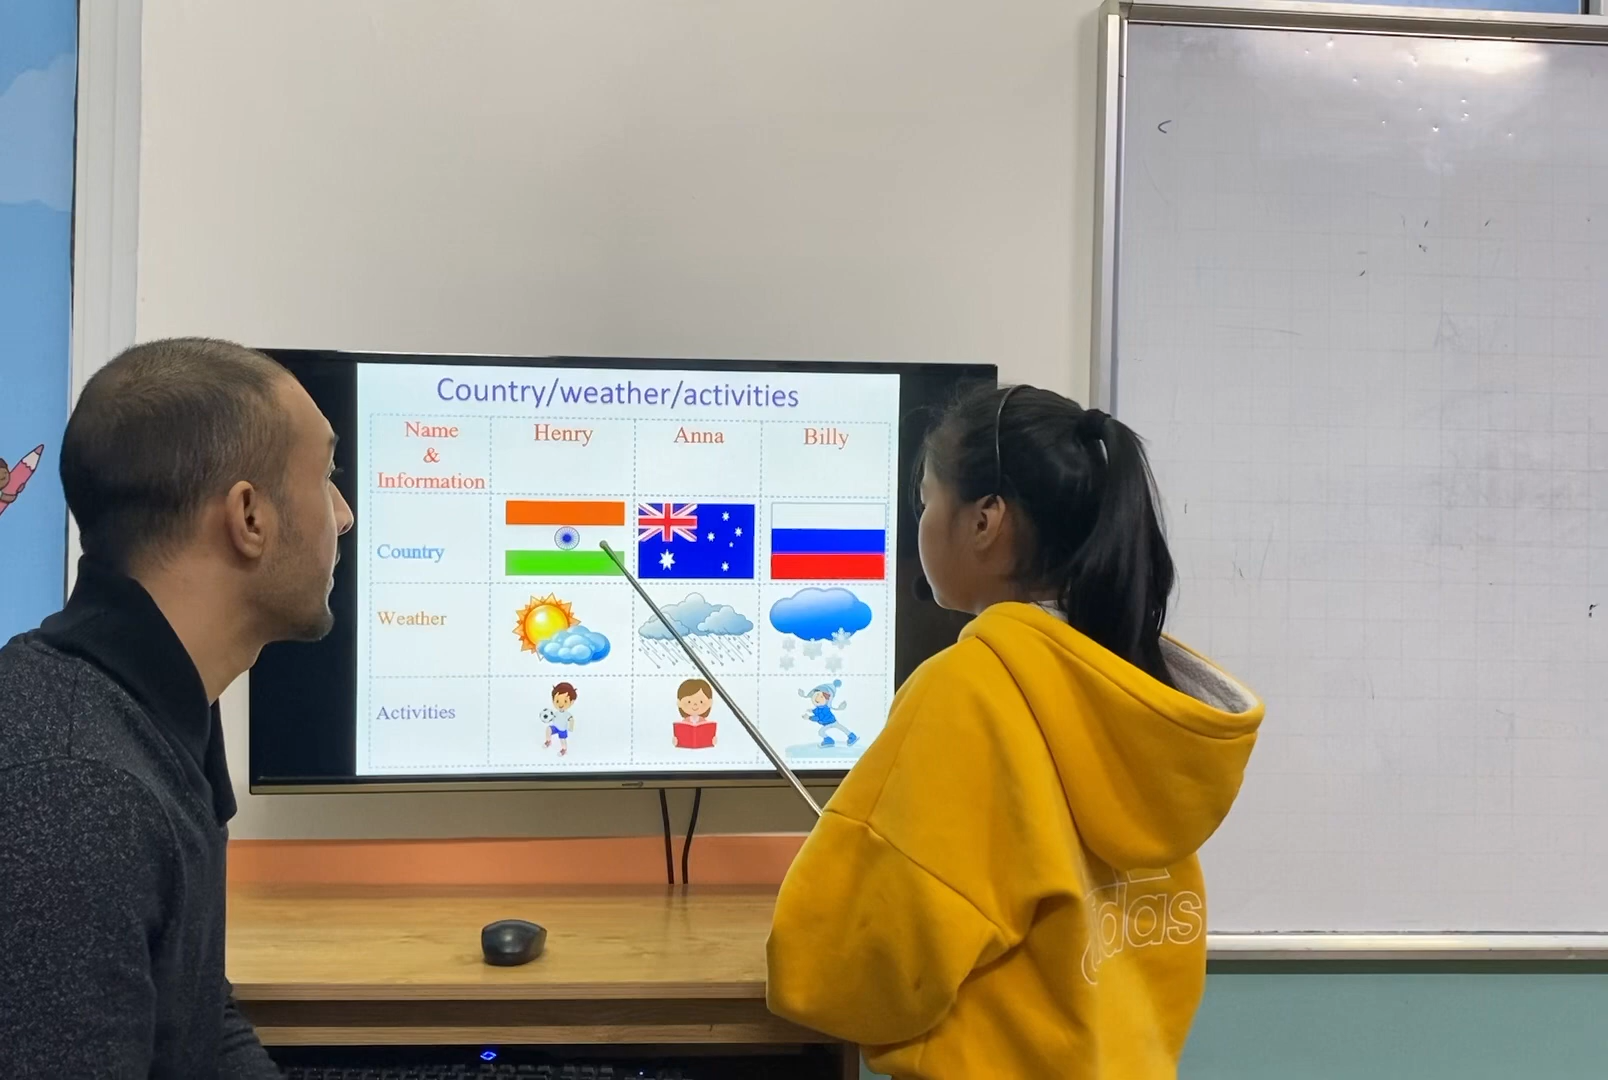 Country/weather/activities
Name
&
Information
Henry
Anna
Billy
Country
Weather
Activities